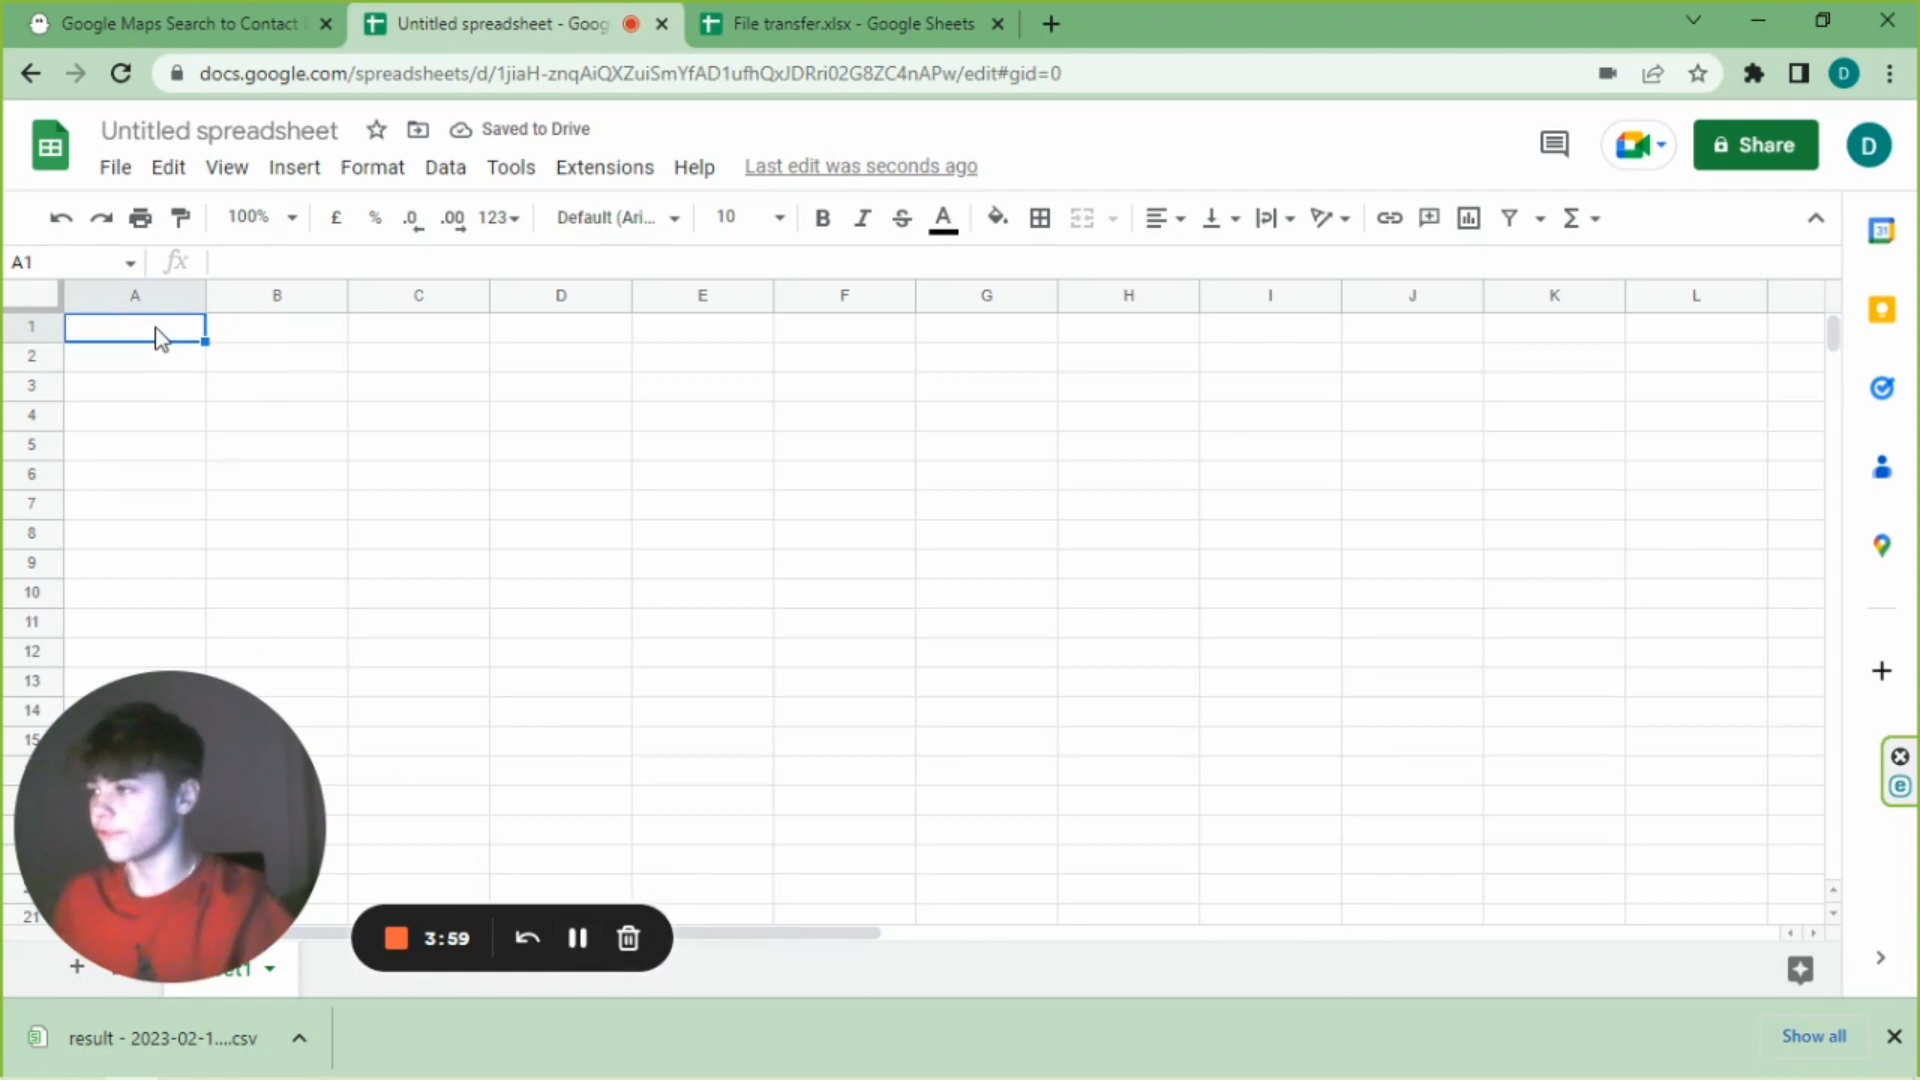 Google Maps Search to Contact
Untitled spreadsheet - Goog
File transfer.xlsx - Google Sheets
docs.google.com/spreadsheets/d/1jiaH-znqAiQXZuiSmYfAD1ufhQxJDRri02G8ZC4nAPw/edit#gid=0
D
Untitled spreadsheet
Saved to Drive
Share
D
File Edit View Insert Format Data Tools Extensions Help
Last edit was seconds ago
100% £ % .0 .00 123 Default (Ari... 10 B I S A
31
A1 fx
A B C D E F G H I J K L
1
2
3
4
5
6
7
8
9
10
11
12
13
14
15
21
3:59
result - 2023-02-1....csv
Show all